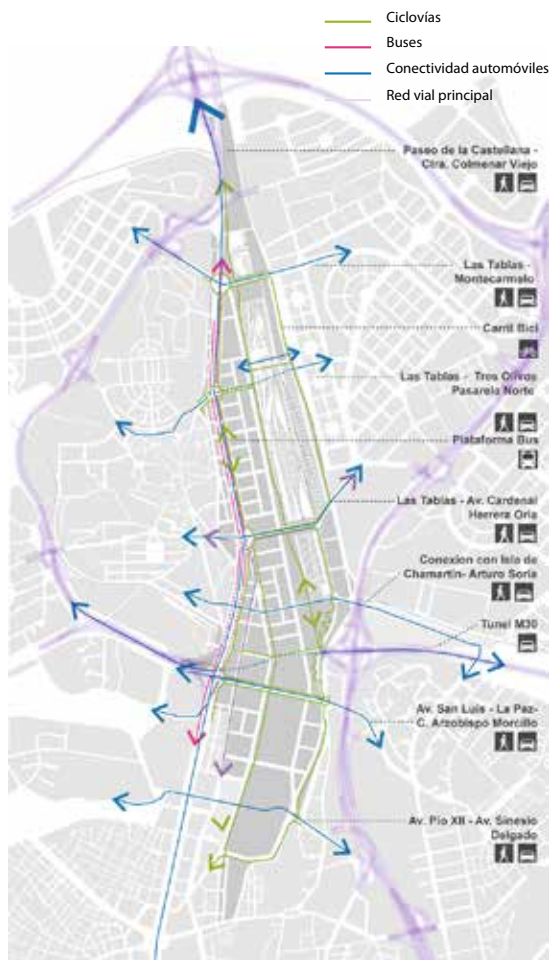 Ciclovías
Buses
Conectividad automóviles
Red vial principal
Paseo de la Castellana -
Ctra. Colmenar Viejo
Las Tablas -
Montecarmelo
Carril Bici
Las Tablas - Tres Olivos
Pasarela Norte
Plataforma Bus
Las Tablas - Av. Cardenal
Herrera Oria
Conexion con Isla de
Chamartin- Arturo Soria
Tunel M30
Av. San Luis - La Paz-
C. Arzobispo Morcillo
Av. Pio XII - Av. Sinesio
Delgado